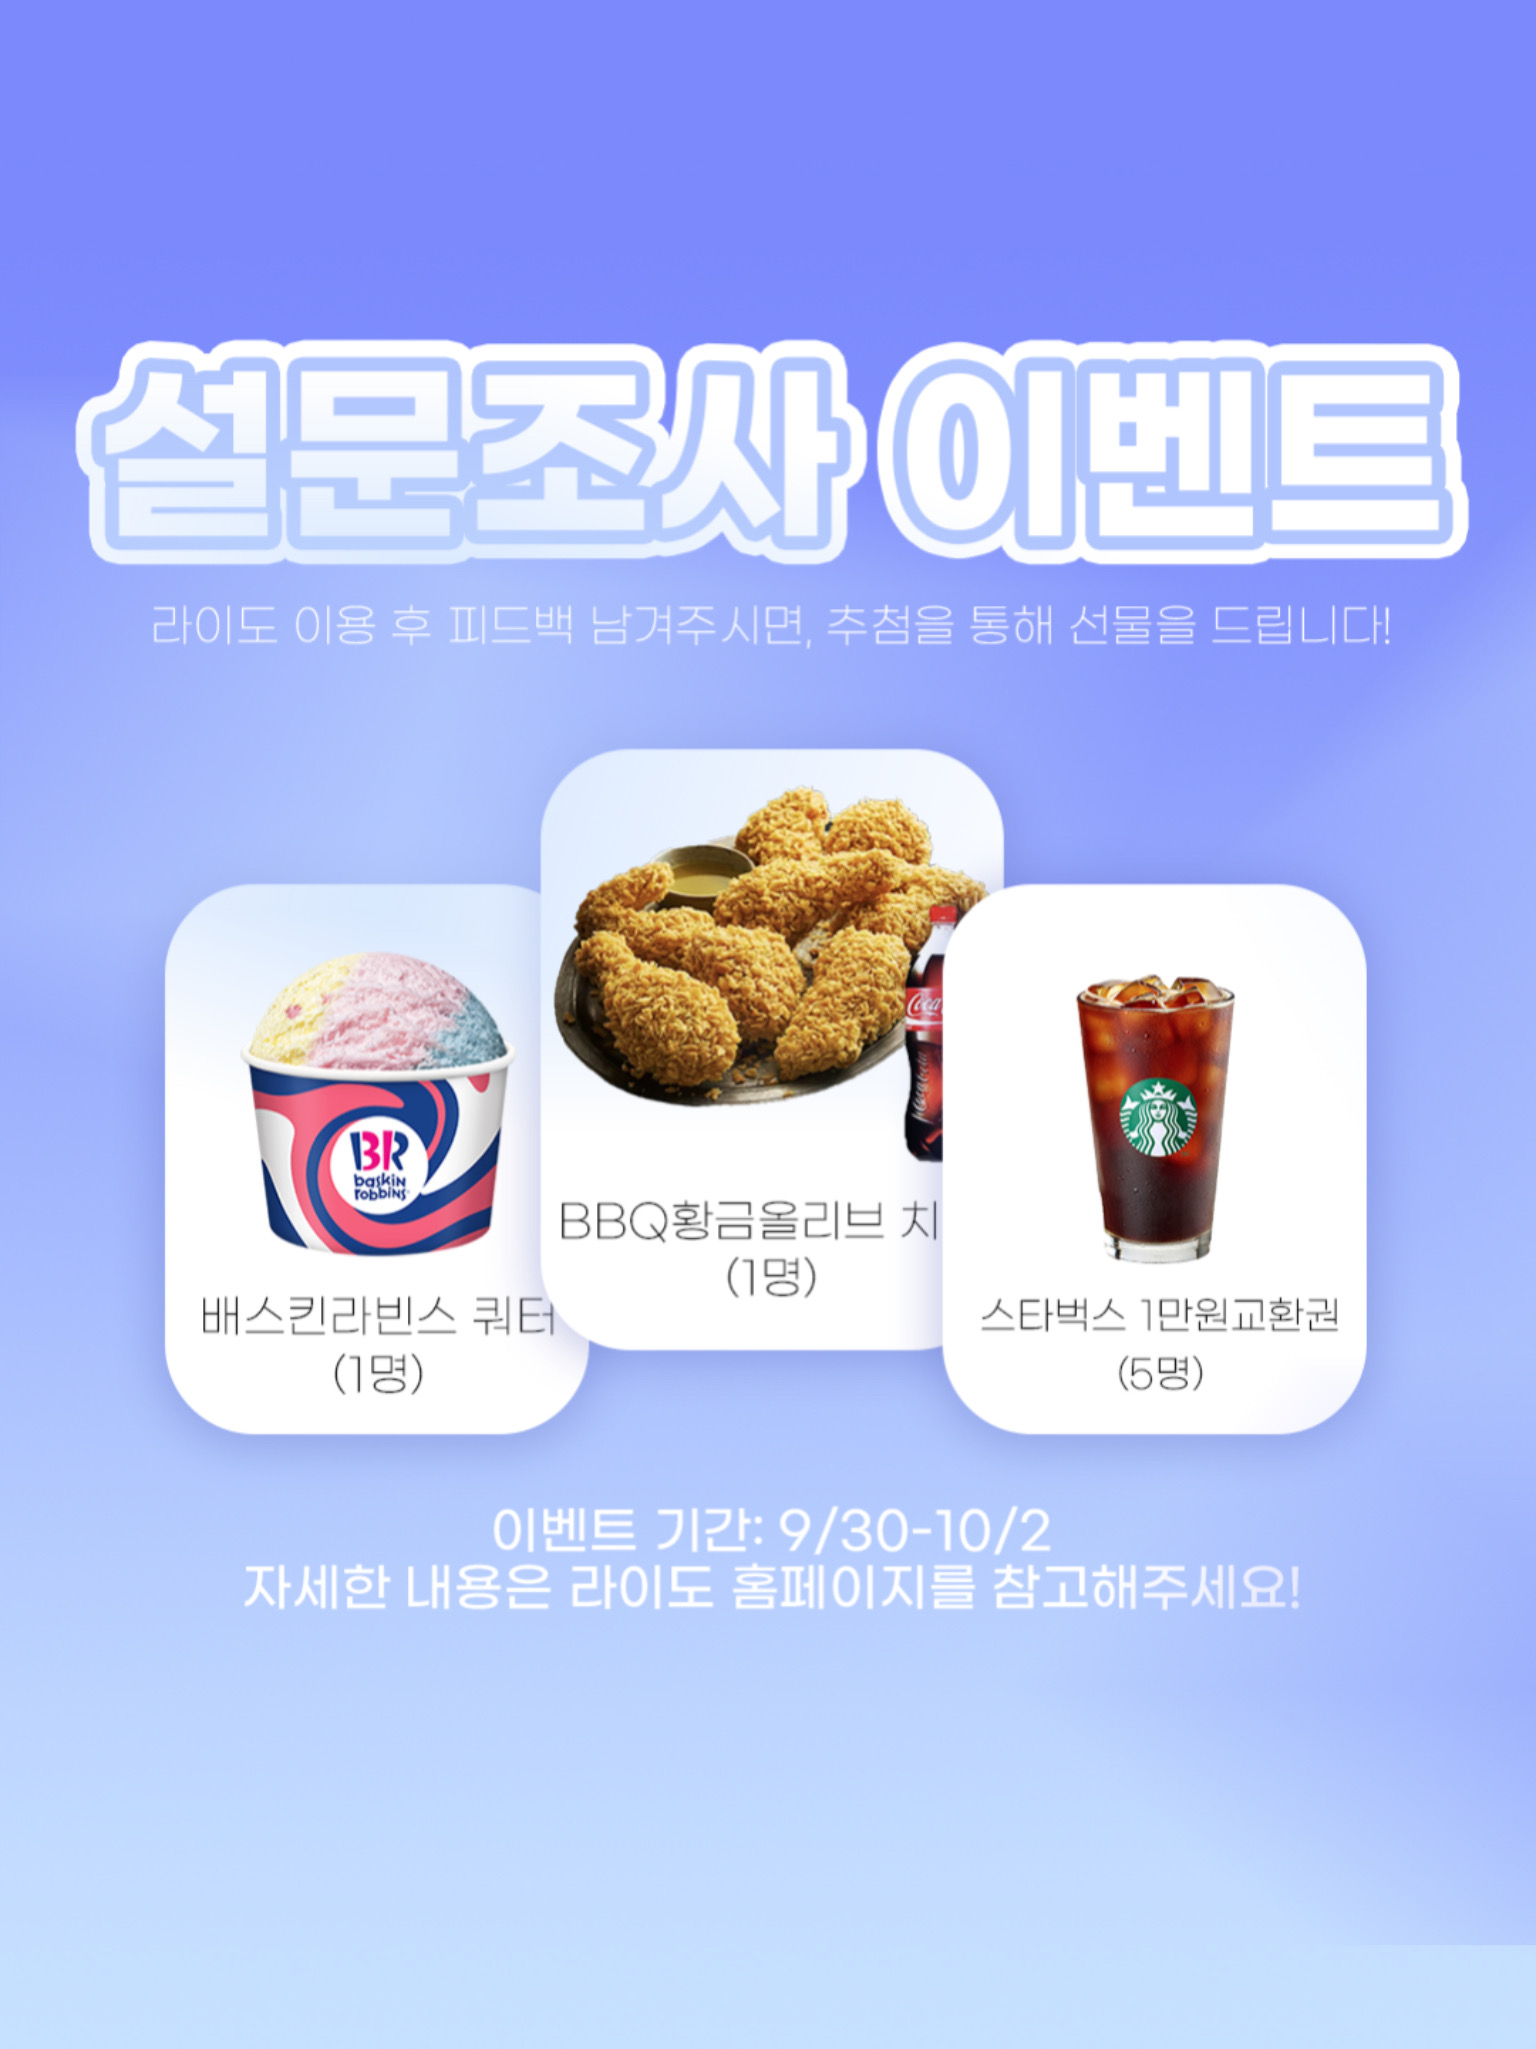 설문조사 이벤트
라이도 이용 후 피드백 남겨주시면, 추첨을 통해 선물을 드립니다!
BR
baskin
robbins
배스킨라빈스 쿼터
(1명)
Coca
BBQ황금올리브 치
(1명)
스타벅스 1만원교환권
(5명)
이벤트 기간: 9/30-10/2
자세한 내용은 라이도 홈페이지를 참고해주세요!